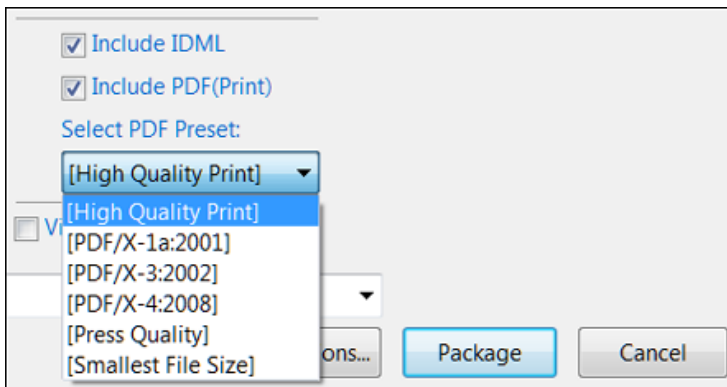 Include IDML
Include PDF(Print)
Select PDF Preset:
[High Quality Print]
[High Quality Print]
[PDF/X-1a:2001]
[PDF/X-3:2002]
[PDF/X-4:2008]
[Press Quality]
[Smallest File Size]
Package
Cancel